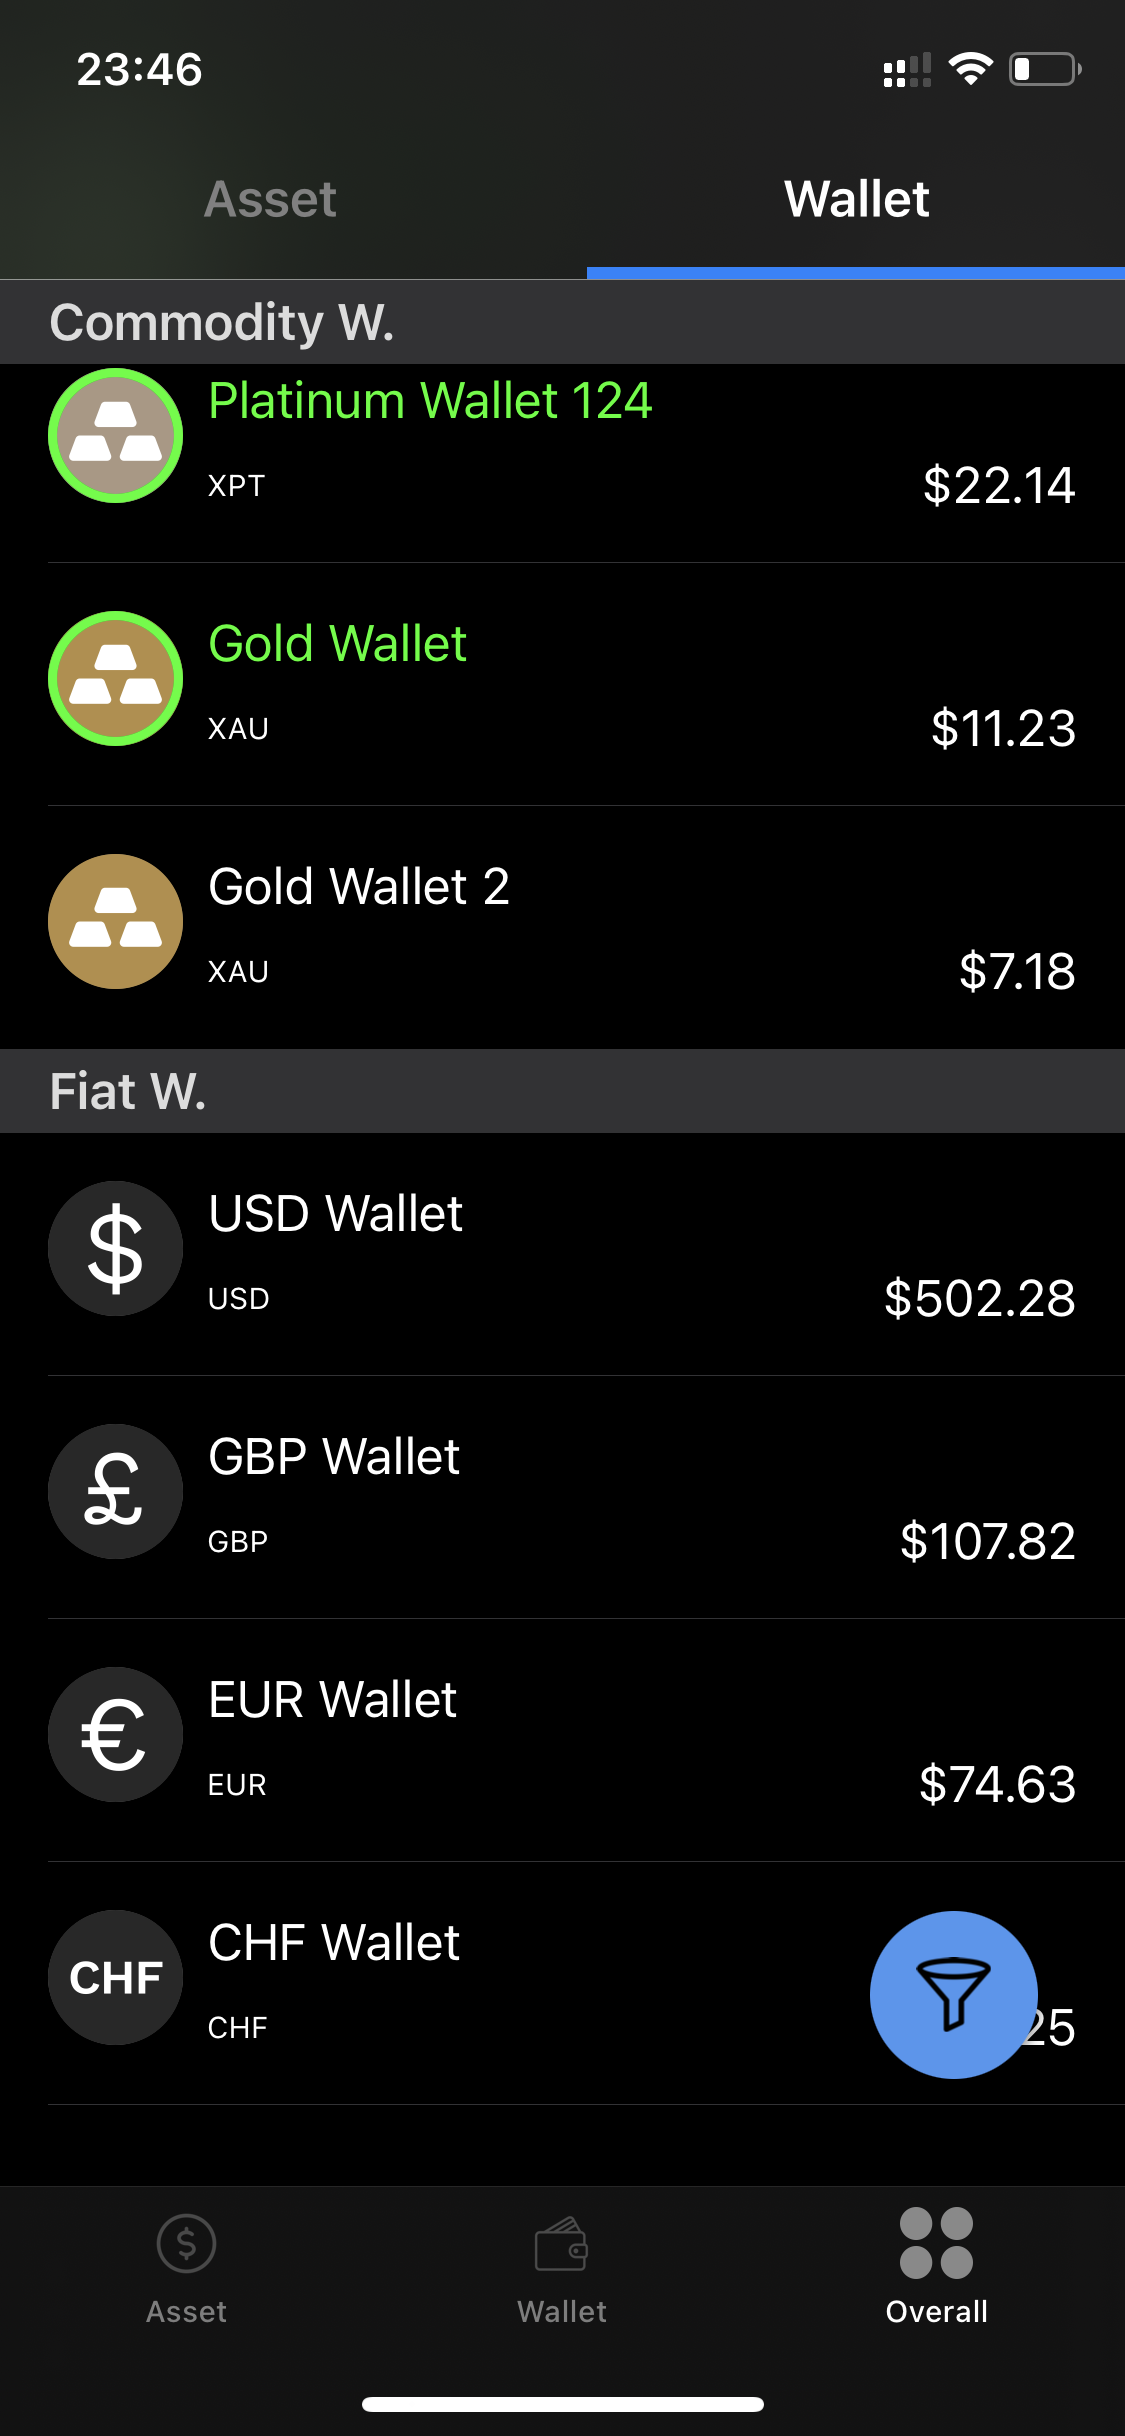 23:46
Asset
Wallet
Commodity W.
Platinum Wallet 124
XPT
$22.14
Gold Wallet
XAU
$11.23
Gold Wallet 2
XAU
$7.18
Fiat W.
$
USD Wallet
USD
$502.28
£
GBP Wallet
GBP
$107.82
€
EUR Wallet
EUR
$74.63
CHF
CHF Wallet
CHF
25
$
Asset
Wallet
Overall